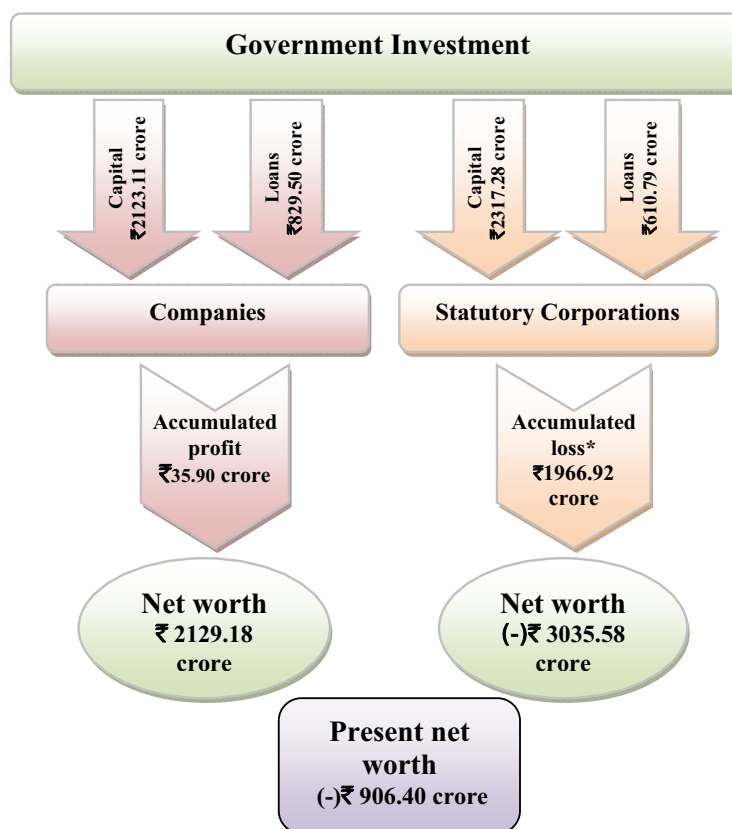 Government Investment
Capital
₹2123.11 crore
Loans
₹829.50 crore
Capital
₹2317.28 crore
Loans
₹610.79 crore
Companies
Statutory Corporations
Accumulated
profit
₹35.90 crore
Accumulated
loss*
₹1966.92
crore
Net worth
₹ 2129.18
crore
Net worth
(-)₹ 3035.58
crore
Present net
worth
(-)₹ 906.40 crore